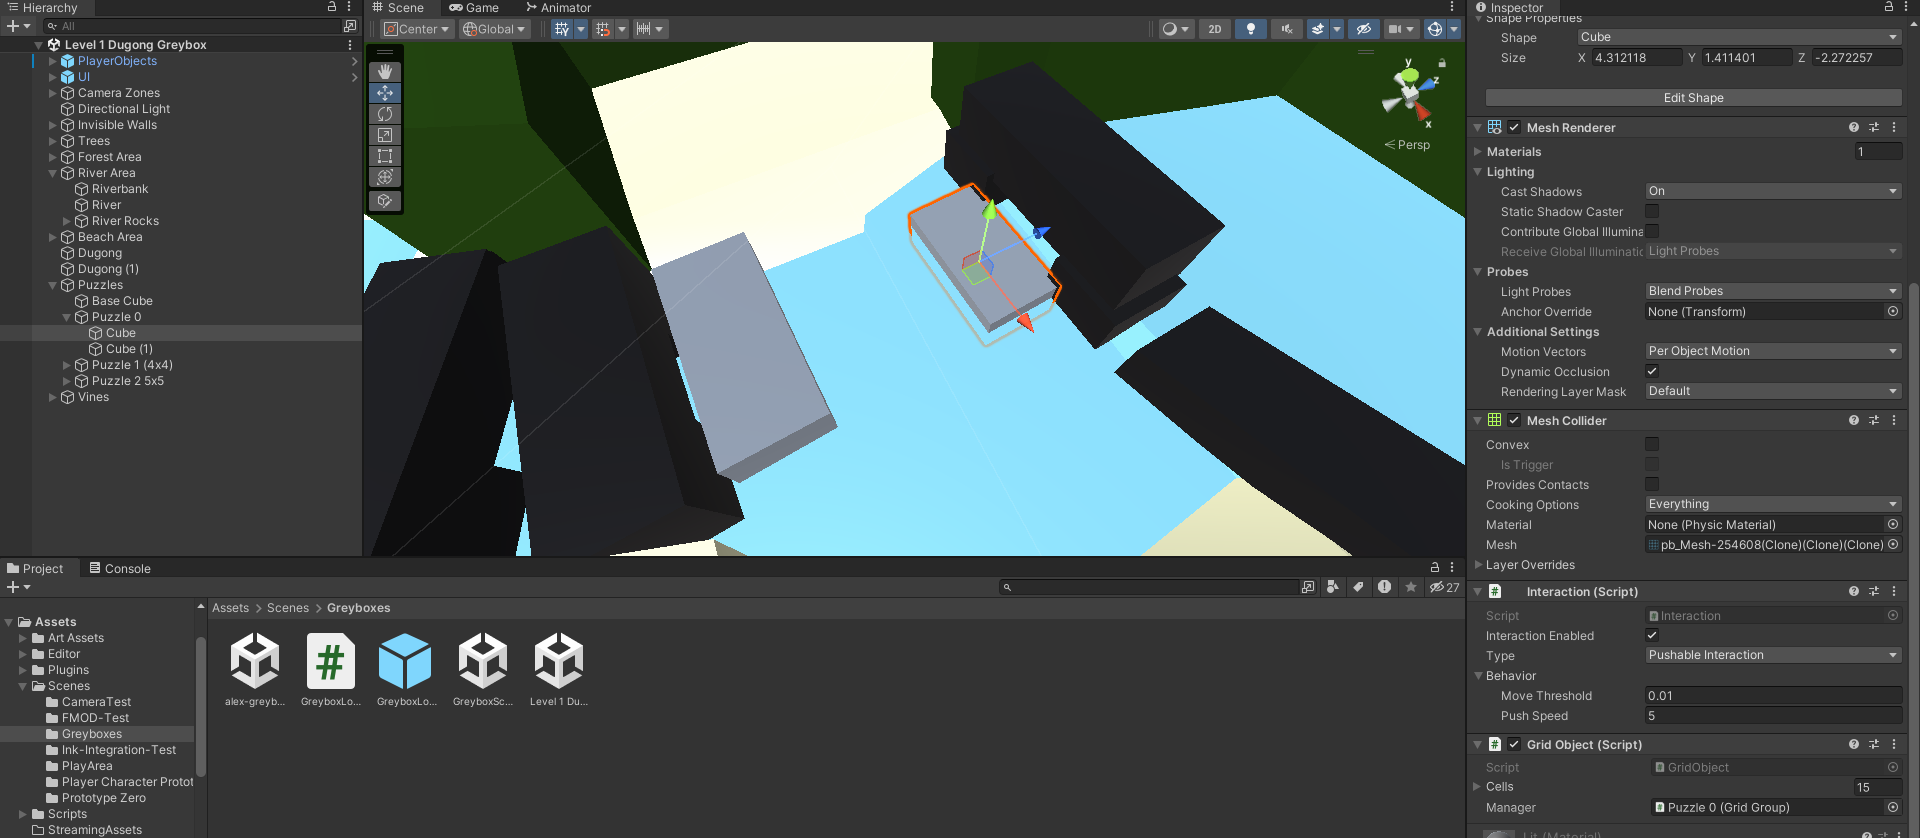 Hierarchy
All
Level 1 Dugong Greybox
PlayerObjects
UI
Camera Zones
Directional Light
Invisible Walls
Trees
Forest Area
River Area
Riverbank
River
River Rocks
Beach Area
Dugong
Dugong (1)
Puzzles
Base Cube
Puzzle 0
Cube
Cube (1)
Puzzle 1 (4x4)
Puzzle 2 5x5
Vines
Scene Game Animator
Center Global 2D
y
z
x
Persp
Inspector
Shape Properties
Shape Cube
Size X 4.312118 Y 1.411401 Z -2.272257
Edit Shape
Mesh Renderer
Materials 1
Lighting
Cast Shadows On
Static Shadow Caster
Contribute Global Illumina
Receive Global Illuminatic Light Probes
Probes
Light Probes Blend Probes
Anchor Override None (Transform)
Additional Settings
Motion Vectors Per Object Motion
Dynamic Occlusion
Rendering Layer Mask Default
Mesh Collider
Convex
Is Trigger
Provides Contacts
Cooking Options Everything
Material None (Physic Material)
Mesh pb_Mesh-254608(Clone)(Clone)(Clone)
Layer Overrides
# Interaction (Script)
Script Interaction
Interaction Enabled
Type Pushable Interaction
Behavior
Move Threshold 0.01
Push Speed 5
# Grid Object (Script)
Script GridObject
Cells 15
Manager Puzzle 0 (Grid Group)
Lit (Material)
Project Console
27
Assets
Art Assets
Editor
Plugins
Scenes
CameraTest
FMOD-Test
Greyboxes
Ink-Integration-Test
PlayArea
Player Character Protot
Prototype Zero
Scripts
StreamingAssets
Assets > Scenes > Greyboxes
#
alex-greyb... GreyboxLo... GreyboxLo... GreyboxSc... Level 1 Du...